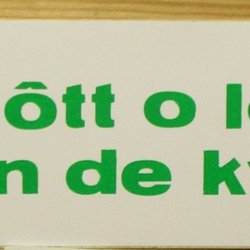 ôtt o l
n de k